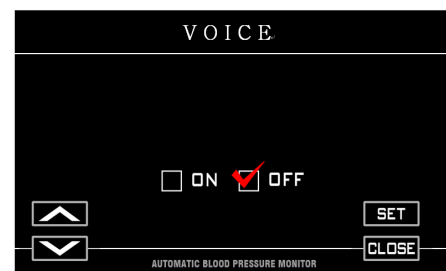 VOICE
ON OFF
SET
CLOSE
AUTOMATIC BLOOD PRESSURE MONITOR